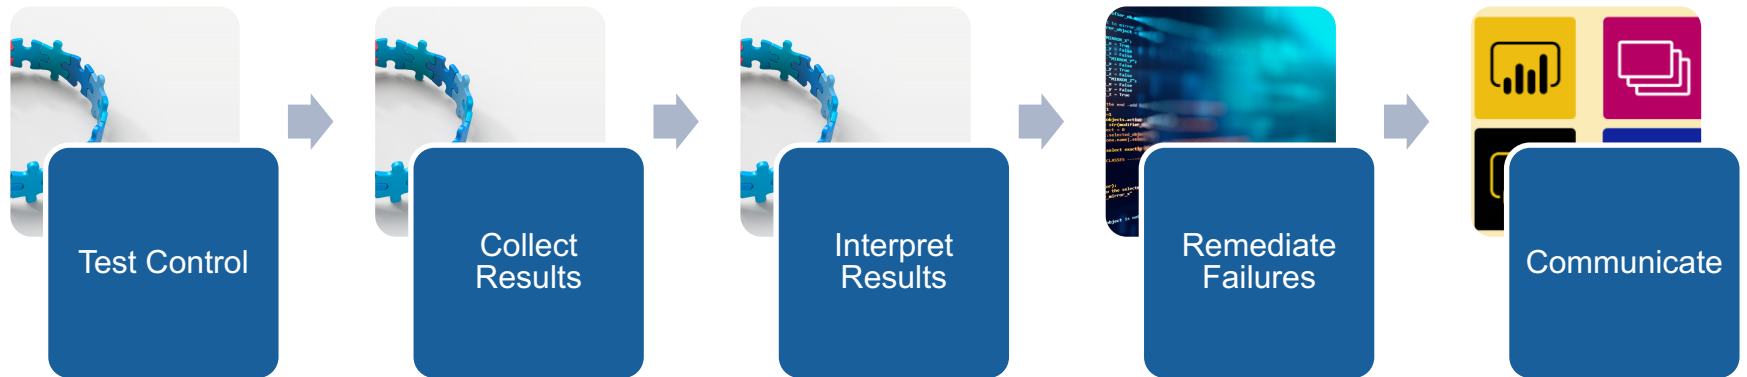 Test Control
Collect
Results
Interpret
Results
Remediate
Failures
Communicate